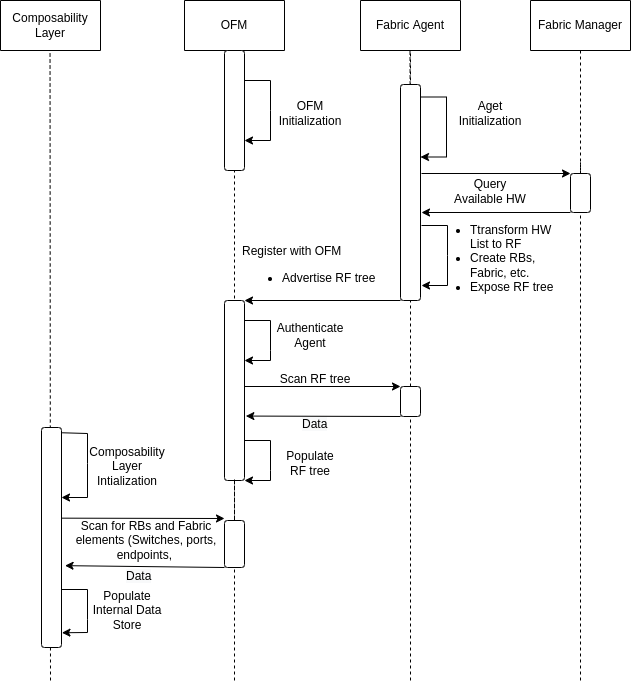 Composability
Layer
OFM
Fabric Agent
Fabric Manager
OFM
Initialization
Aget
Initialization
Query
Available HW
Ttransform HW
List to RF
Create RBs,
Fabric, etc.
Expose RF tree
Register with OFM
Advertise RF tree
Authenticate
Agent
Scan RF tree
Data
Populate
RF tree
Composability
Layer
Intialization
Scan for RBs and Fabric
elements (Switches, ports,
endpoints,
Data
Populate
Internal Data
Store